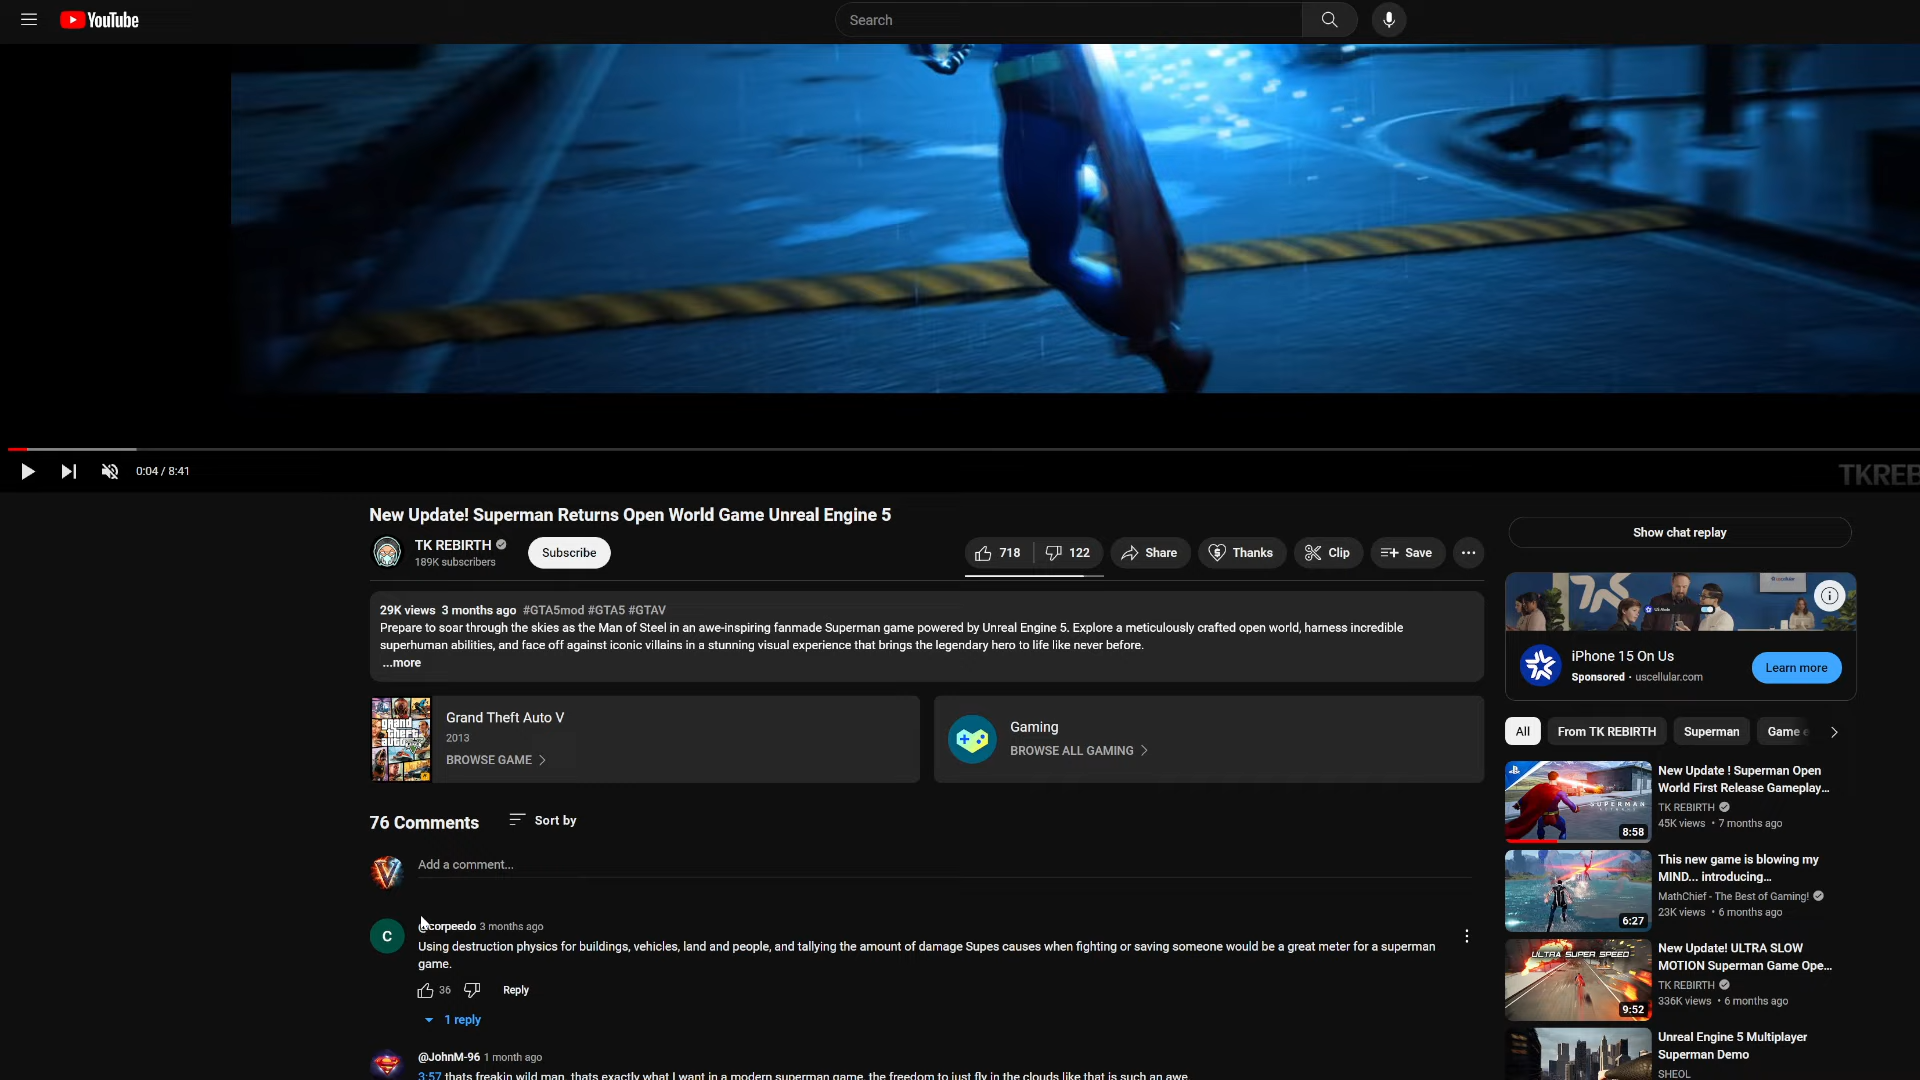 YouTube
Search
0:04 / 8:41
TKREB
New Update! Superman Returns Open World Game Unreal Engine 5
TK REBIRTH
189K subscribers
Subscribe
718
122
Share
Thanks
Clip
Save
Show chat replay
29K views 3 months ago #GTA5mod #GTA5 #GTAV
Prepare to soar through the skies as the Man of Steel in an awe-inspiring fanmade Superman game powered by Unreal Engine 5. Explore a meticulously crafted open world, harness incredible
superhuman abilities, and face off against iconic villains in a stunning visual experience that brings the legendary hero to life like never before.
...more
grand
theft
auto
Grand Theft Auto V
2013
BROWSE GAME
Gaming
BROWSE ALL GAMING
76 Comments
Sort by
Add a comment...
C
@corpeedo 3 months ago
Using destruction physics for buildings, vehicles, land and people, and tallying the amount of damage Supes causes when fighting or saving someone would be a great meter for a superman
game.
36
Reply
1 reply
@JohnM-96 1 month ago
3:57 thats freakin wild man, thats exactly what I want in a modern superman game, the freedom to just fly in the clouds like that is such an awe
iPhone 15 On Us
Sponsored · uscellular.com
Learn more
All
From TK REBIRTH
Superman
Game e
SUPERMAN
8:58
New Update ! Superman Open
World First Release Gameplay...
TK REBIRTH
45K views • 7 months ago
6:27
This new game is blowing my
MIND... introducing...
MathChief - The Best of Gaming!
23K views • 6 months ago
ULTRA SUPER SPEED
9:52
New Update! ULTRA SLOW
MOTION Superman Game Ope...
TK REBIRTH
336K views • 6 months ago
Unreal Engine 5 Multiplayer
Superman Demo
SHEOL